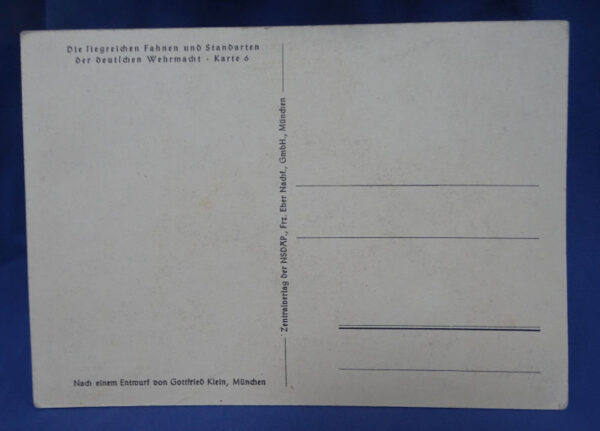 Die siegreichen Fahnen und Standarten
der deutschen Wehrmacht · Karte 6
Zentralverlag der NSDAP., Frz. Eher Nachf., GmbH., München
Nach einem Entwurf von Gottfried Klein, München